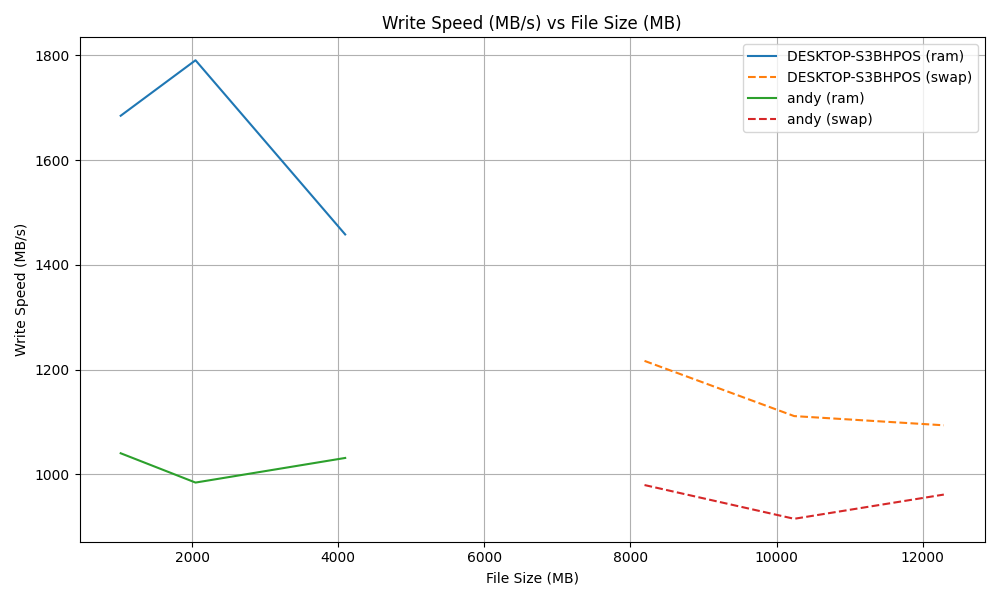 Write Speed (MB/s) vs File Size (MB)
DESKTOP-S3BHPOS (ram)
DESKTOP-S3BHPOS (swap)
andy (ram)
andy (swap)
Write Speed (MB/s)
1800
1600
1400
1200
1000
2000 4000 6000 8000 10000 12000
File Size (MB)